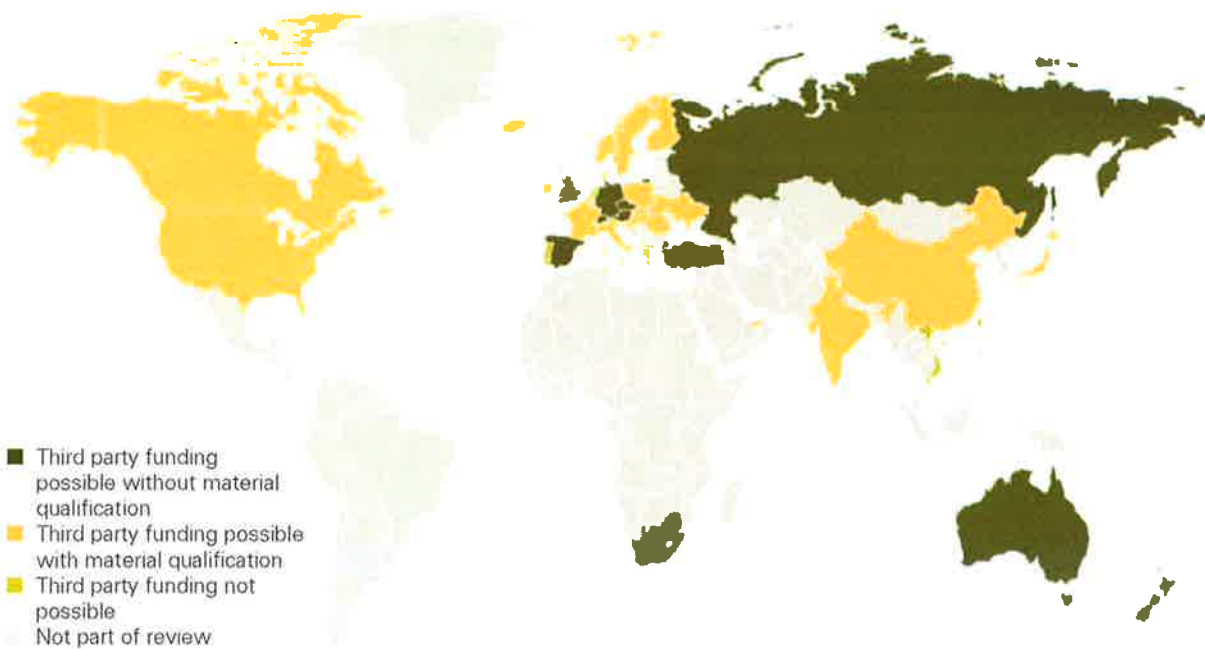 Third party funding
possible without material
qualification
Third party funding possible
with material qualification
Third party funding not
possible
Not part of review